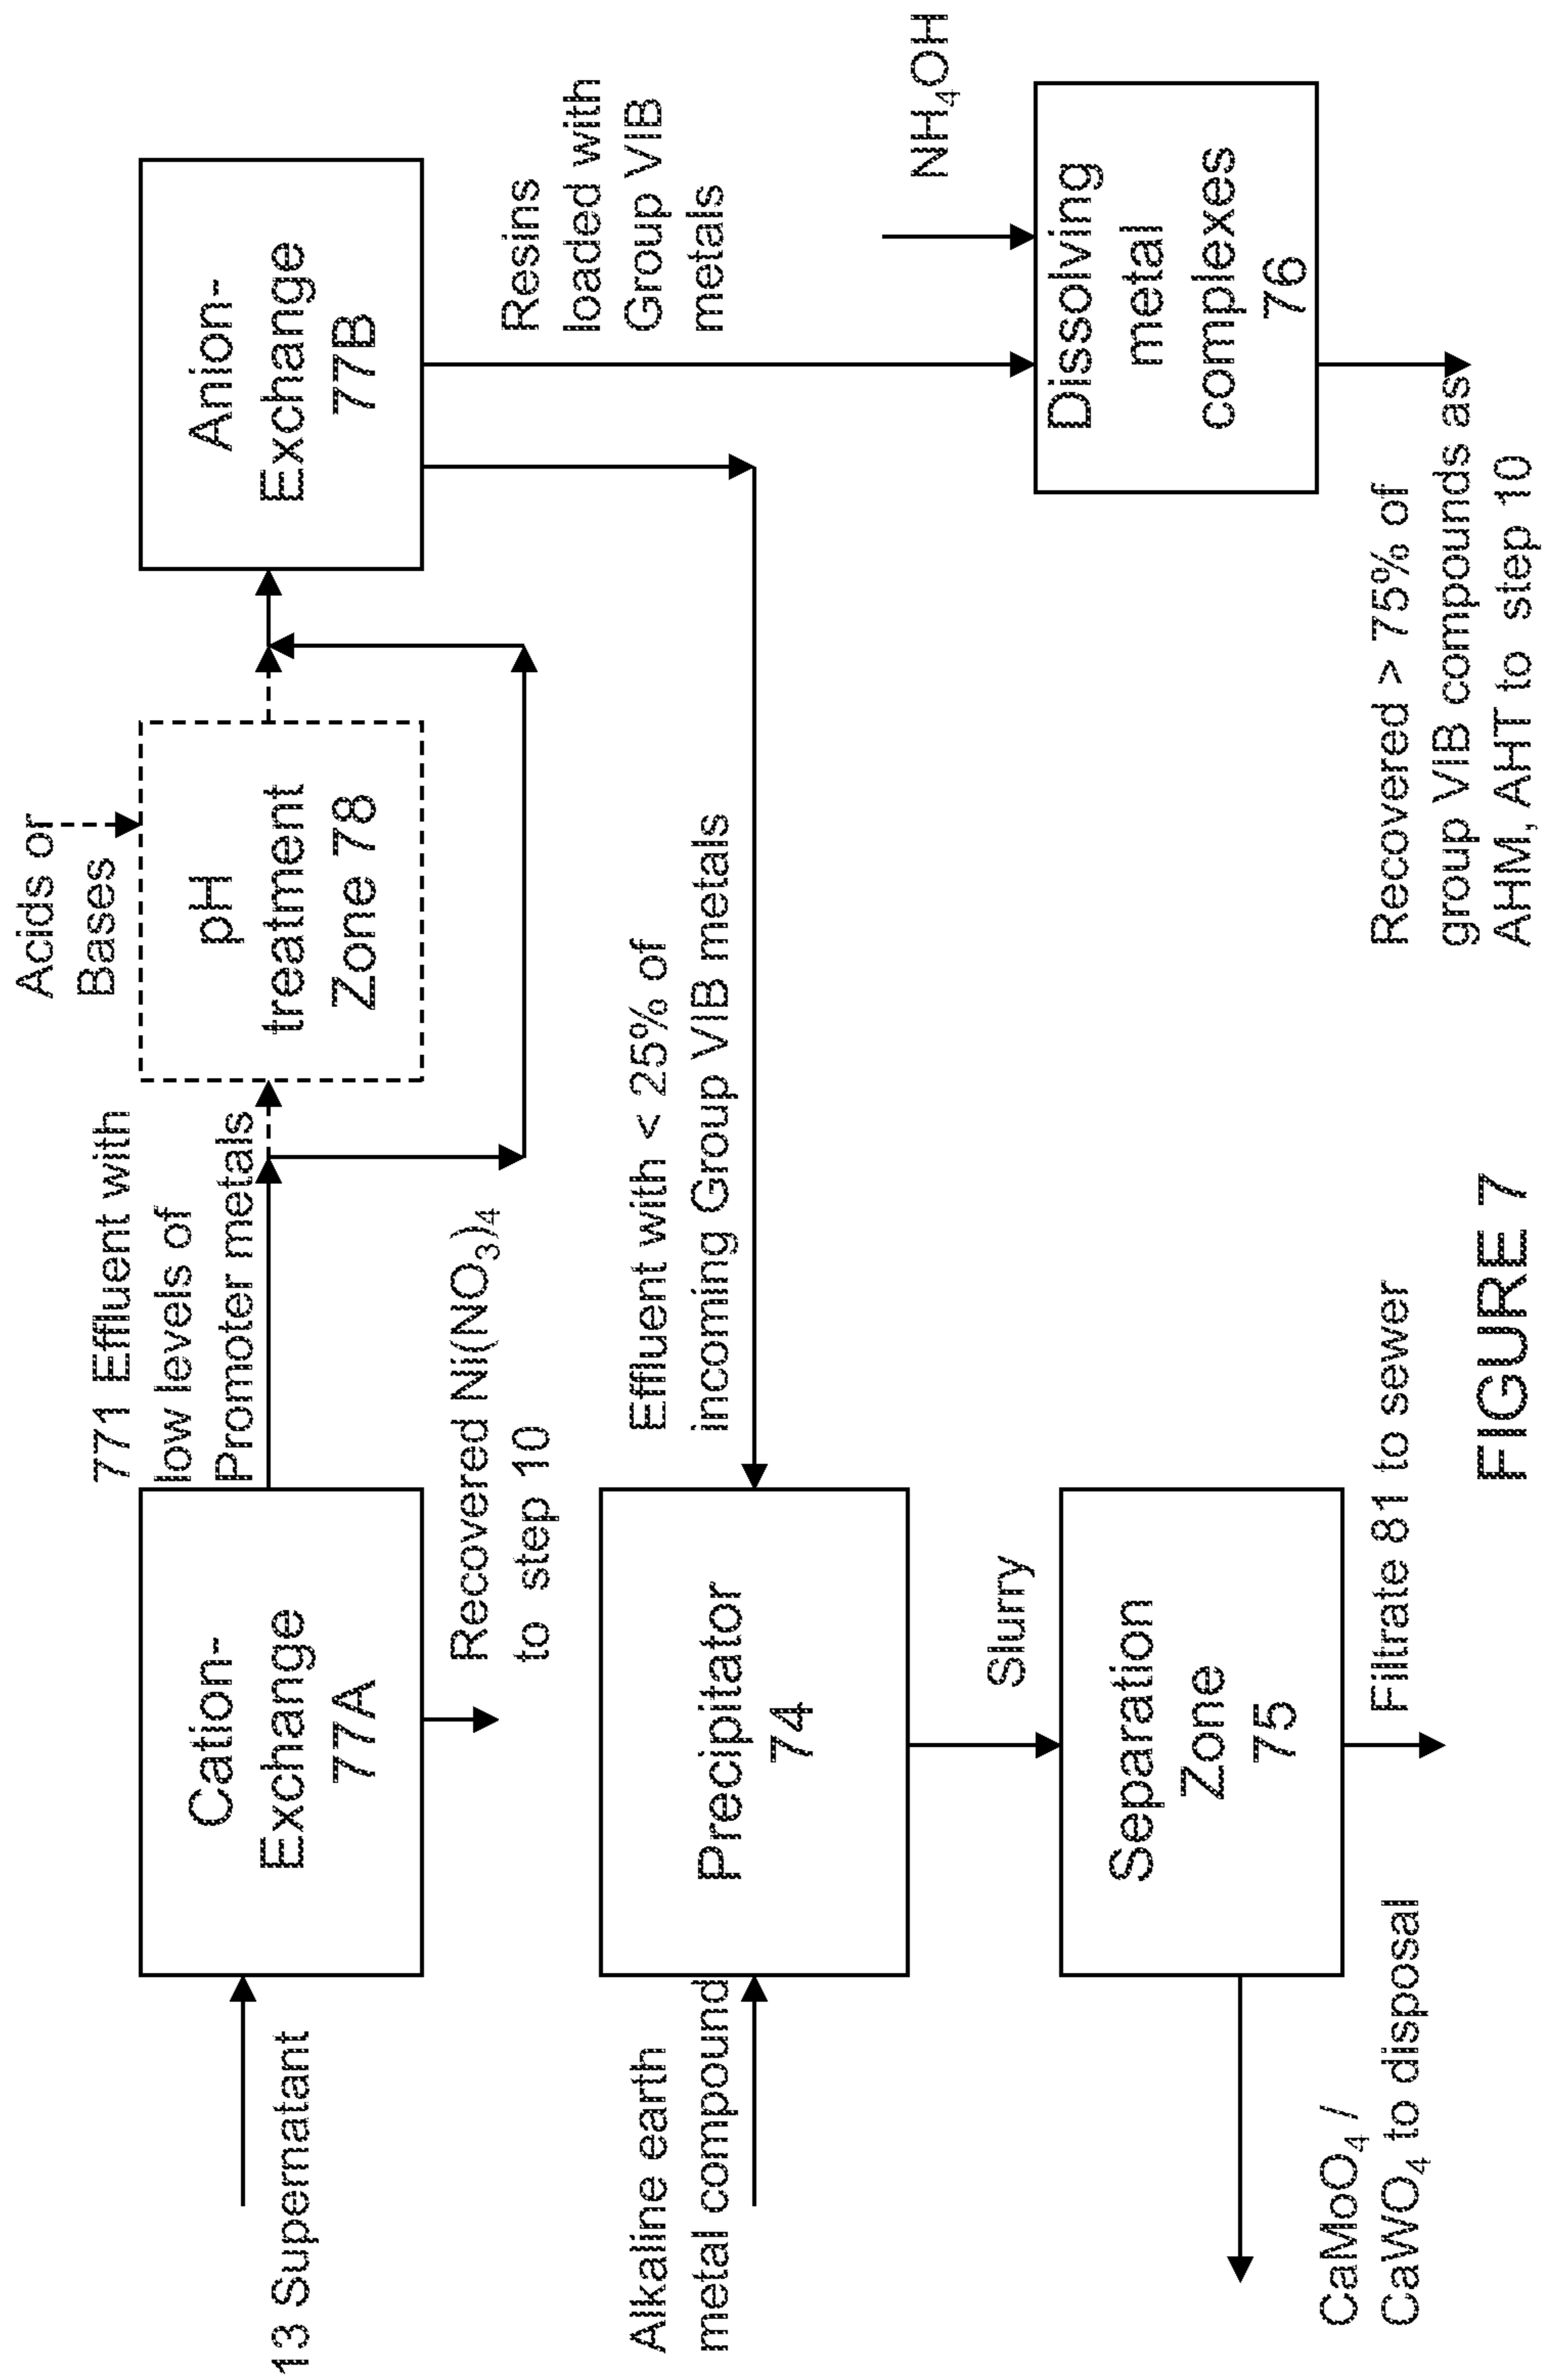 13 Supernatant
Cation-
Exchange
77A
771 Effluent with
low levels of
Promoter metals
Recovered Ni(NO3)4
to step 10
Acids or
Bases
pH
treatment
Zone 78
Anion-
Exchange
77B
Resins
loaded with
Group VIB
metals
Alkaline earth
metal compound
Precipitator
74
Effluent with < 25% of
incoming Group VIB metals
NH4OH
Dissolving
metal
complexes
76
Slurry
Separation
Zone
75
CaMoO4 /
CaWO4 to disposal
Filtrate 81 to sewer
Recovered > 75% of
group VIB compounds as
AHM, AHT to step 10
FIGURE 7